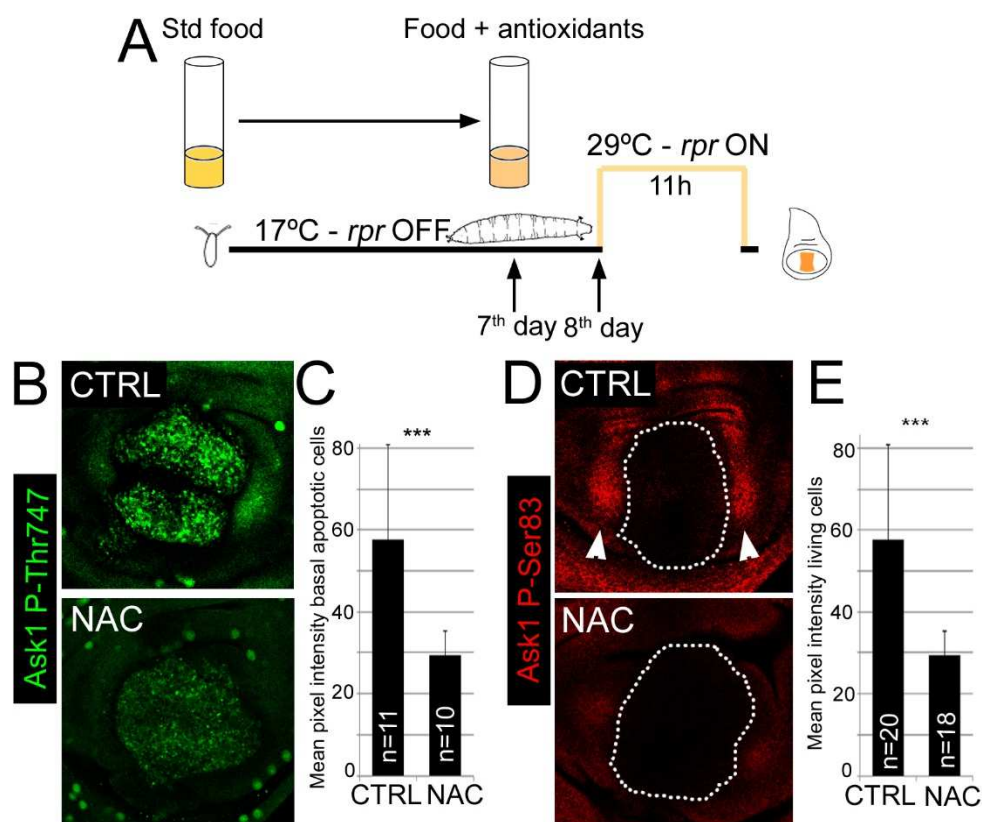 A
Std food
Food + antioxidants
29ºC - rpr ON
11h
17ºC - rpr OFF
7th day
8th day
B
CTRL
NAC
Ask1 P-Thr747
C
***
Mean pixel intensity basal apoptotic cells
80
60
40
20
0
n=11
n=10
CTRL NAC
D
CTRL
NAC
Ask1 P-Ser83
E
***
Mean pixel intensity living cells
80
60
40
20
0
n=20
n=18
CTRL NAC